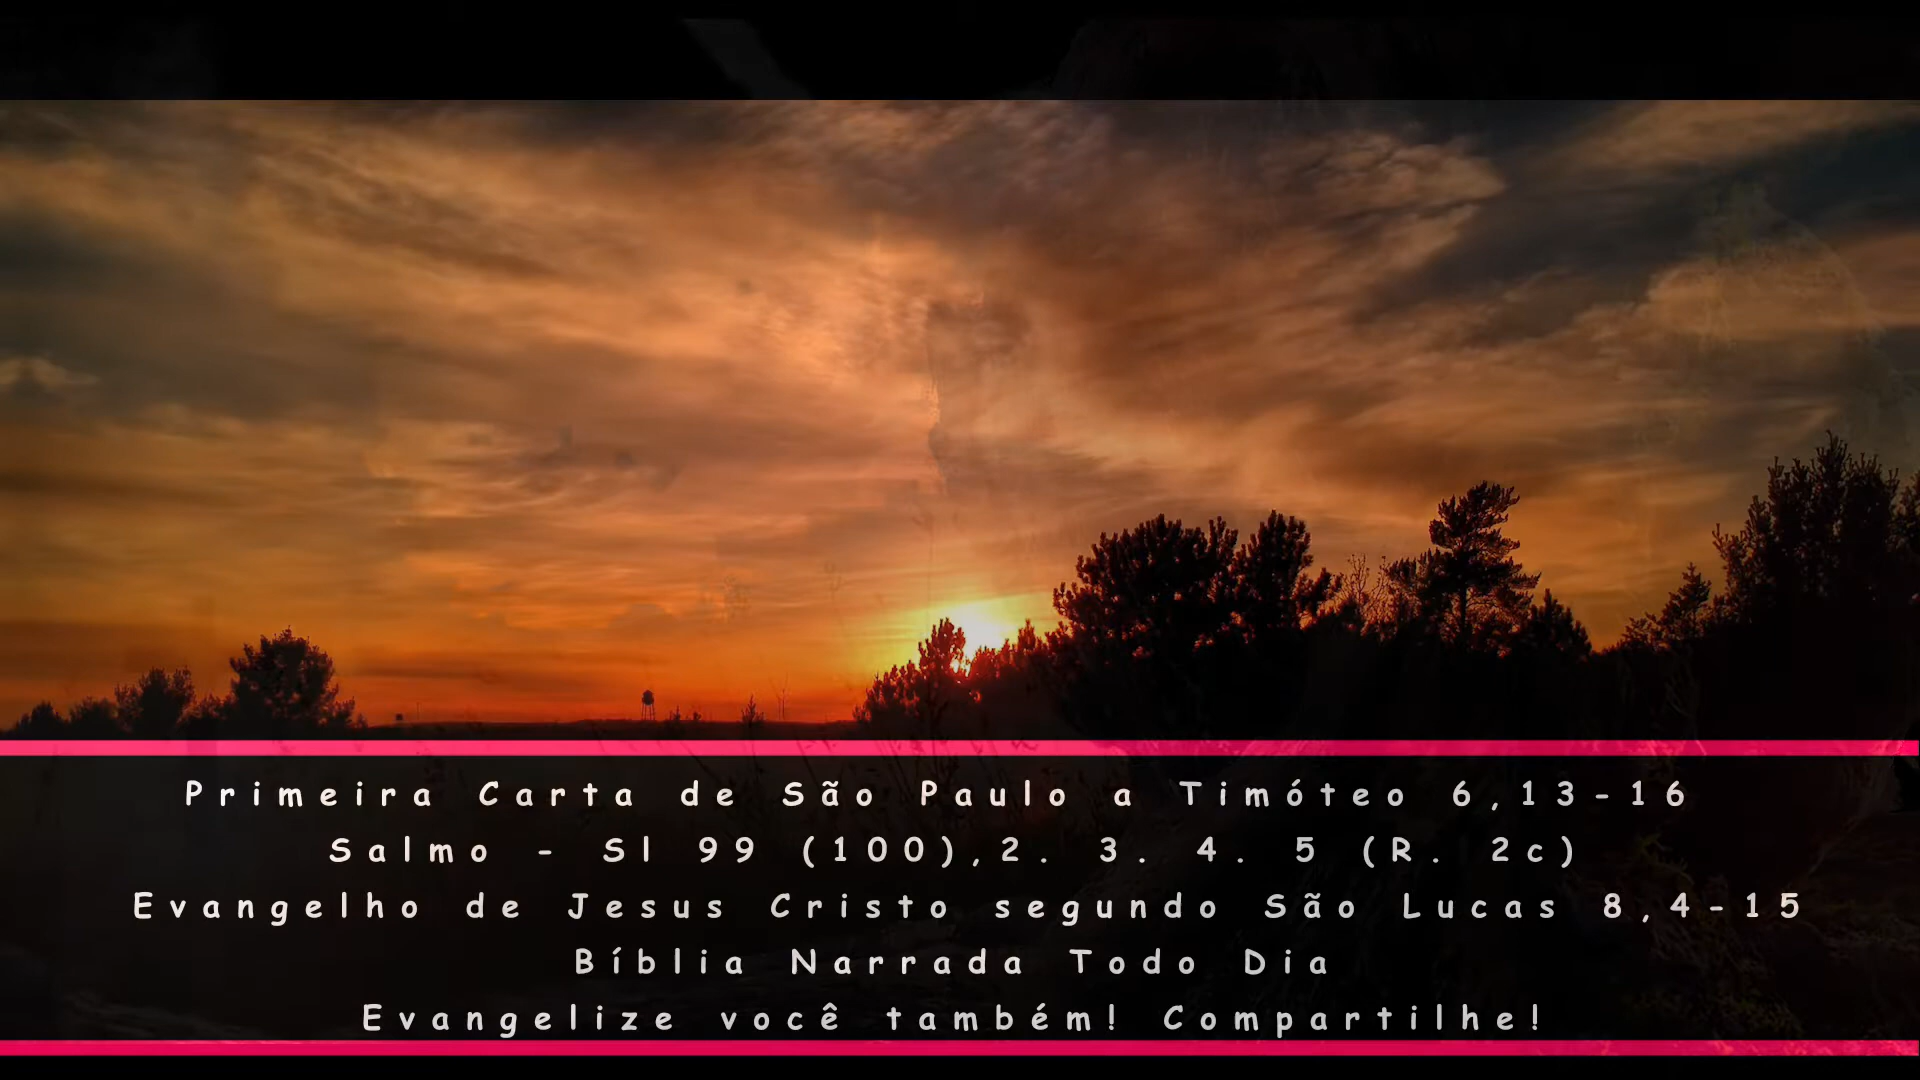 Primeira Carta de São Paulo a Timóteo 6,13-16
Salmo - Sl 99 (100),2. 3. 4. 5 (R. 2c)
Evangelho de Jesus Cristo segundo São Lucas 8,4-15
Bíblia Narrada Todo Dia
Evangelize você também! Compartilhe!